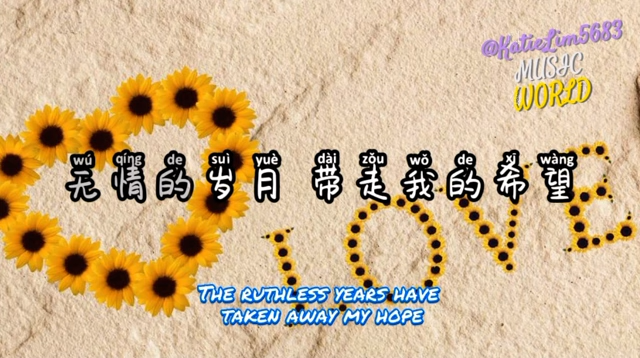 @KatieLim5683
MUSIC
WORLD
wú qíng de suì yuè dài zǒu wǒ de xī wàng
无情的岁月 带走我的希望
LOVE
THE RUTHLESS YEARS HAVE
TAKEN AWAY MY HOPE